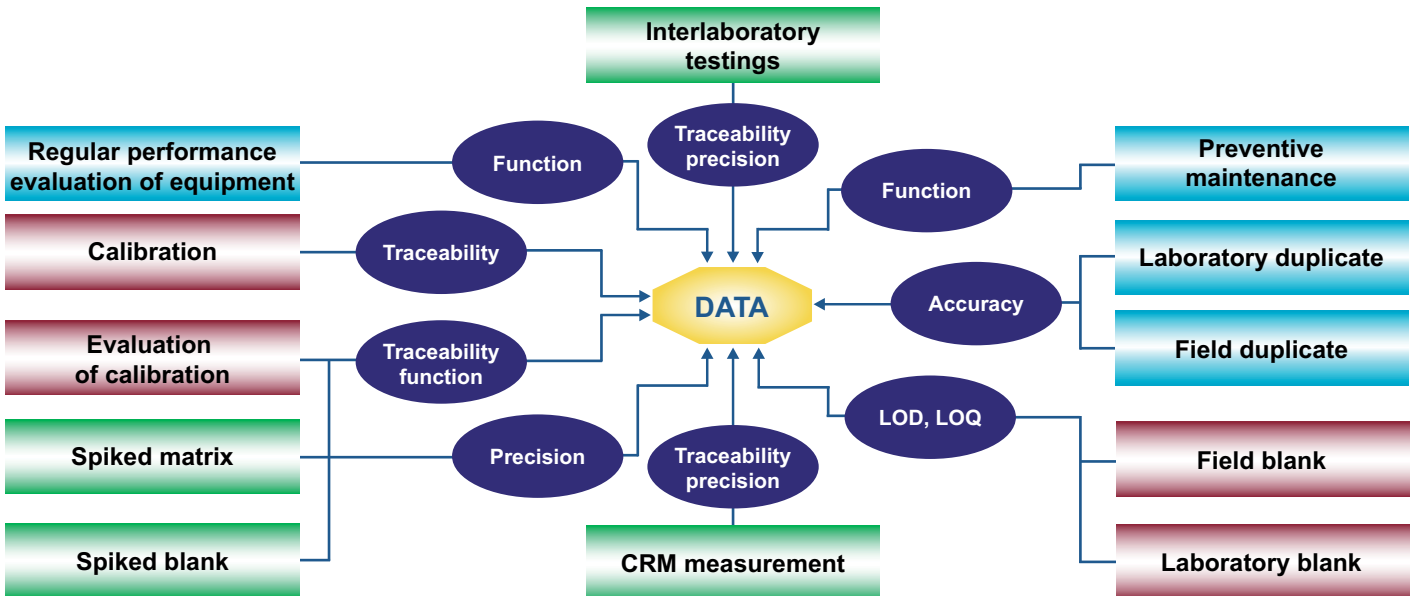 Interlaboratory
testings
Traceability
precision
Regular performance
evaluation of equipment
Function
Function
Preventive
maintenance
Calibration
Traceability
Laboratory duplicate
DATA
Accuracy
Evaluation
of calibration
Traceability
function
Field duplicate
Spiked matrix
Precision
Traceability
precision
LOD, LOQ
Field blank
Spiked blank
CRM measurement
Laboratory blank